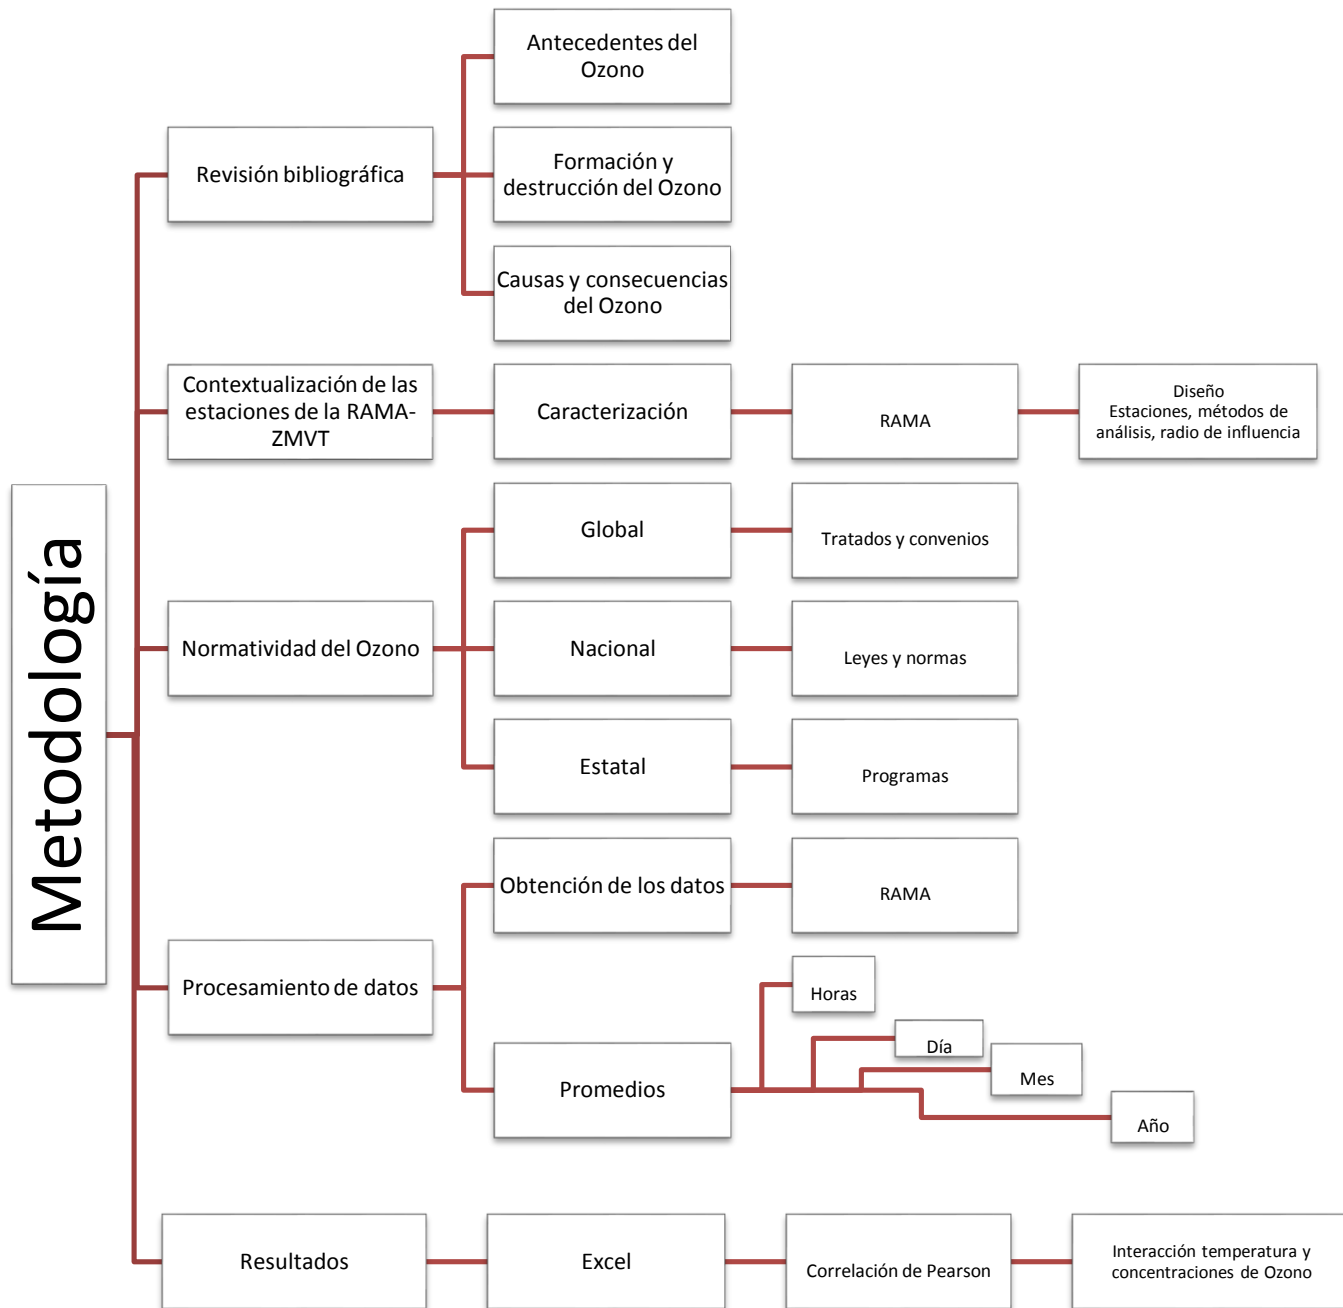 Metodología
Revisión bibliográfica
Antecedentes del
Ozono
Formación y
destrucción del Ozono
Causas y consecuencias
del Ozono
Contextualización de las
estaciones de la RAMA-
ZMVT
Caracterización
RAMA
Diseño
Estaciones, métodos de
análisis, radio de influencia
Normatividad del Ozono
Global
Tratados y convenios
Nacional
Leyes y normas
Estatal
Programas
Procesamiento de datos
Obtención de los datos
RAMA
Promedios
Horas
Día
Mes
Año
Resultados
Excel
Correlación de Pearson
Interacción temperatura y
concentraciones de Ozono